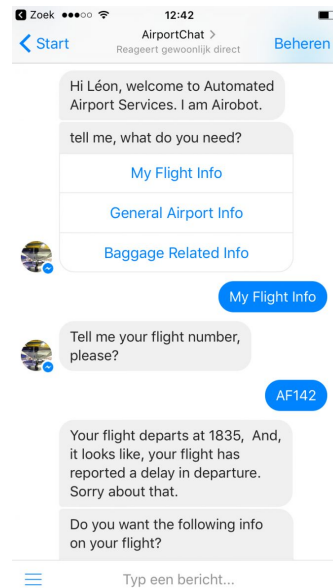 Zoek 12:42
Start AirportChat > Beheren
Reageert gewoonlijk direct
Hi Léon, welcome to Automated
Airport Services. I am Airobot.
tell me, what do you need?
My Flight Info
General Airport Info
Baggage Related Info
My Flight Info
Tell me your flight number,
please?
AF142
Your flight departs at 1835, And,
it looks like, your flight has
reported a delay in departure.
Sorry about that.
Do you want the following info
on your flight?
Typ een bericht...